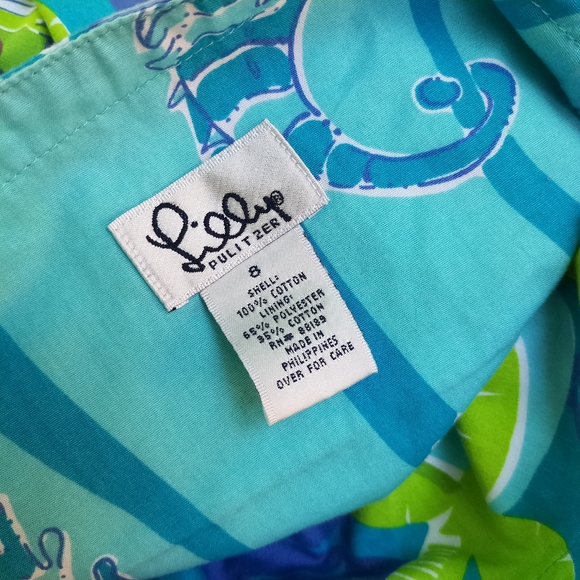 Lilly®
PULITZER
8
SHELL:
100% COTTON
LINING:
65% POLYESTER
35% COTTON
RN# 88189
MADE IN
PHILIPPINES
OVER FOR CARE